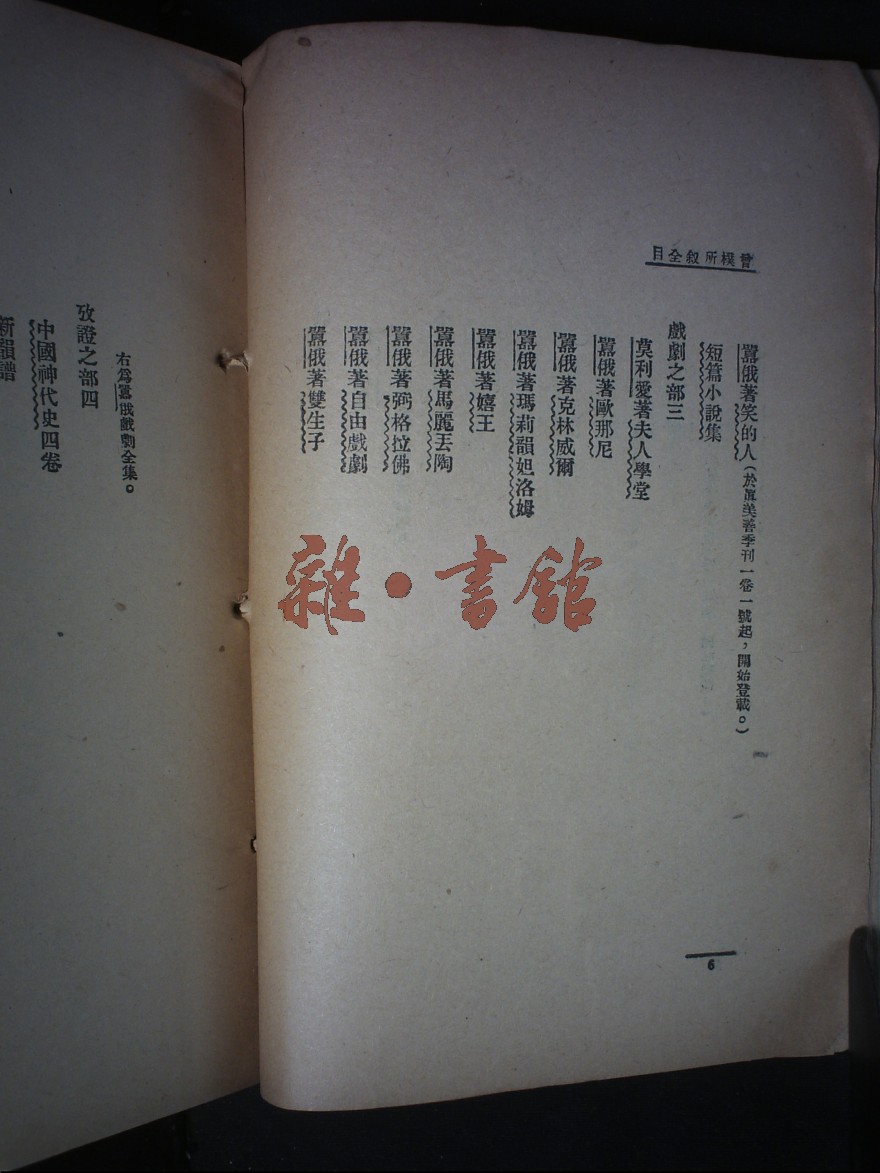 曾樸所叙全目
囂俄著笑的人（於眞美善季刊一卷一號起，開始登載。）
短篇小說集
戲劇之部三
莫利愛著夫人學堂
囂俄著歐那尼
囂俄著克林威爾
囂俄著瑪莉韻妲洛姆
囂俄著嬉王
囂俄著馬麗丟陶
囂俄著弼格拉佛
囂俄著自由戲劇
囂俄著雙生子
6
右爲囂俄戲劇全集。
攷證之部四
中國神代史四卷
新韻譜
雜·書館